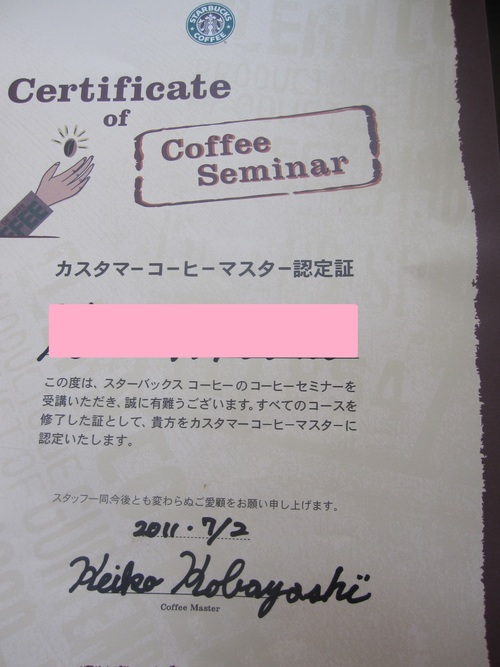 STARBUCKS COFFEE
Certificate
of
Coffee
Seminar
カスタマーコーヒーマスター認定証
この度は、スターバックス コーヒーのコーヒーセミナーを
受講いただき、誠に有難うございます。すべてのコースを
修了した証として、貴方をカスタマーコーヒーマスターに
認定いたします。
スタッフ一同、今後とも変わらぬご愛顧をお願い申し上げます。
2011・7/2
Keiko Kobayashi
Coffee Master